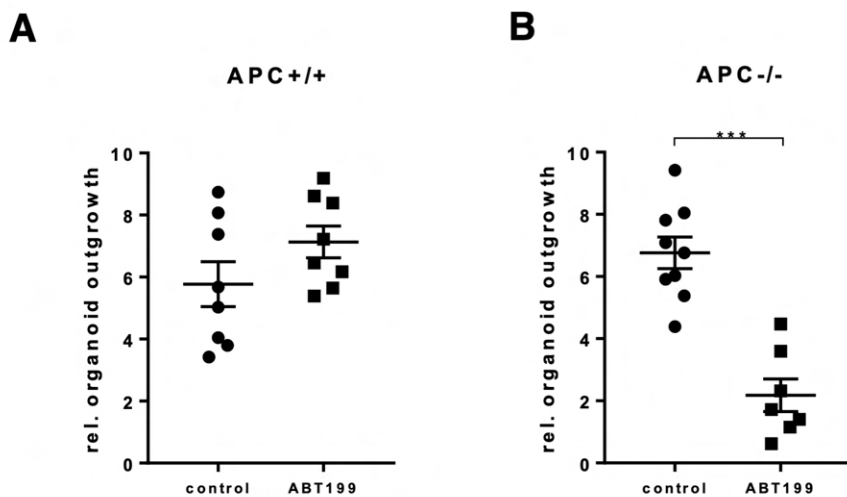 A
B
APC+/+
APC-/-
***
rel. organoid outgrowth
10
8
6
4
2
0
control
ABT199
rel. organoid outgrowth
10
8
6
4
2
0
control
ABT199